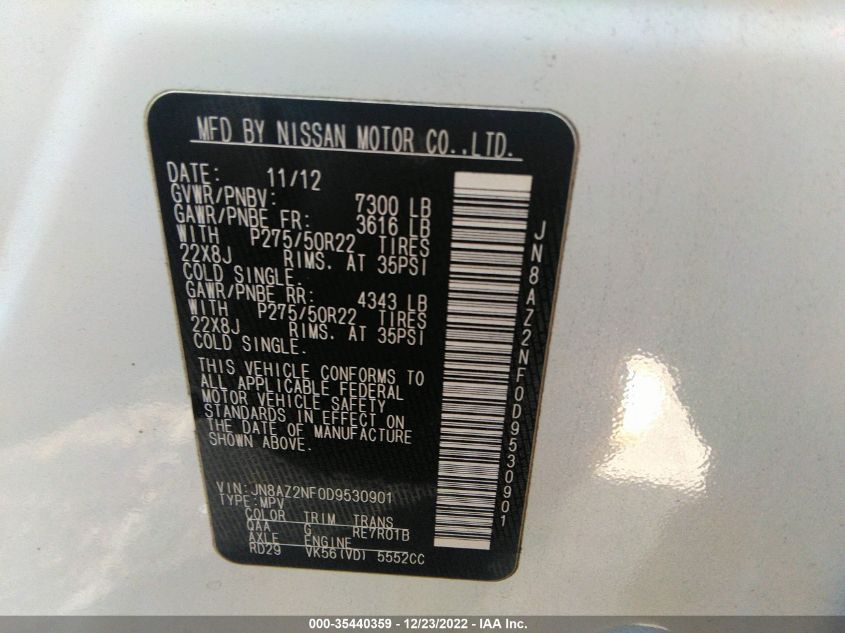 MFD BY NISSAN MOTOR CO.,LTD.
DATE: 11/12
GVWR/PNBV: 7300 LB
GAWR/PNBE FR: 3616 LB
WITH P275/50R22 TIRES
22X8J RIMS. AT 35PSI
COLD SINGLE.
GAWR/PNBE RR: 4343 LB
WITH P275/50R22 TIRES
22X8J RIMS. AT 35PSI
COLD SINGLE.
THIS VEHICLE CONFORMS TO
ALL APPLICABLE FEDERAL
MOTOR VEHICLE SAFETY
STANDARDS IN EFFECT ON
THE DATE OF MANUFACTURE
SHOWN ABOVE.
VIN:JN8AZ2NF0D9530901
TYPE:MPV
COLOR TRIM TRANS
QAA G RE7R01B
AXLE ENGINE
RD29 VK56(VD) 5552CC
JN8AZ2NF0D9530901
000-35440359 - 12/23/2022 - IAA Inc.